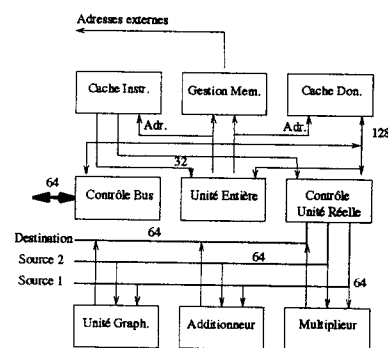 Adresses externes
Cache Instr.
Gestion Mem.
Cache Don.
Adr.
Adr.
128
32
64
Contrôle Bus
Unité Entière
Contrôle
Unité Réelle
Destination
64
Source 2
64
Source 1
64
Unité Graph.
Additionneur
Multiplieur